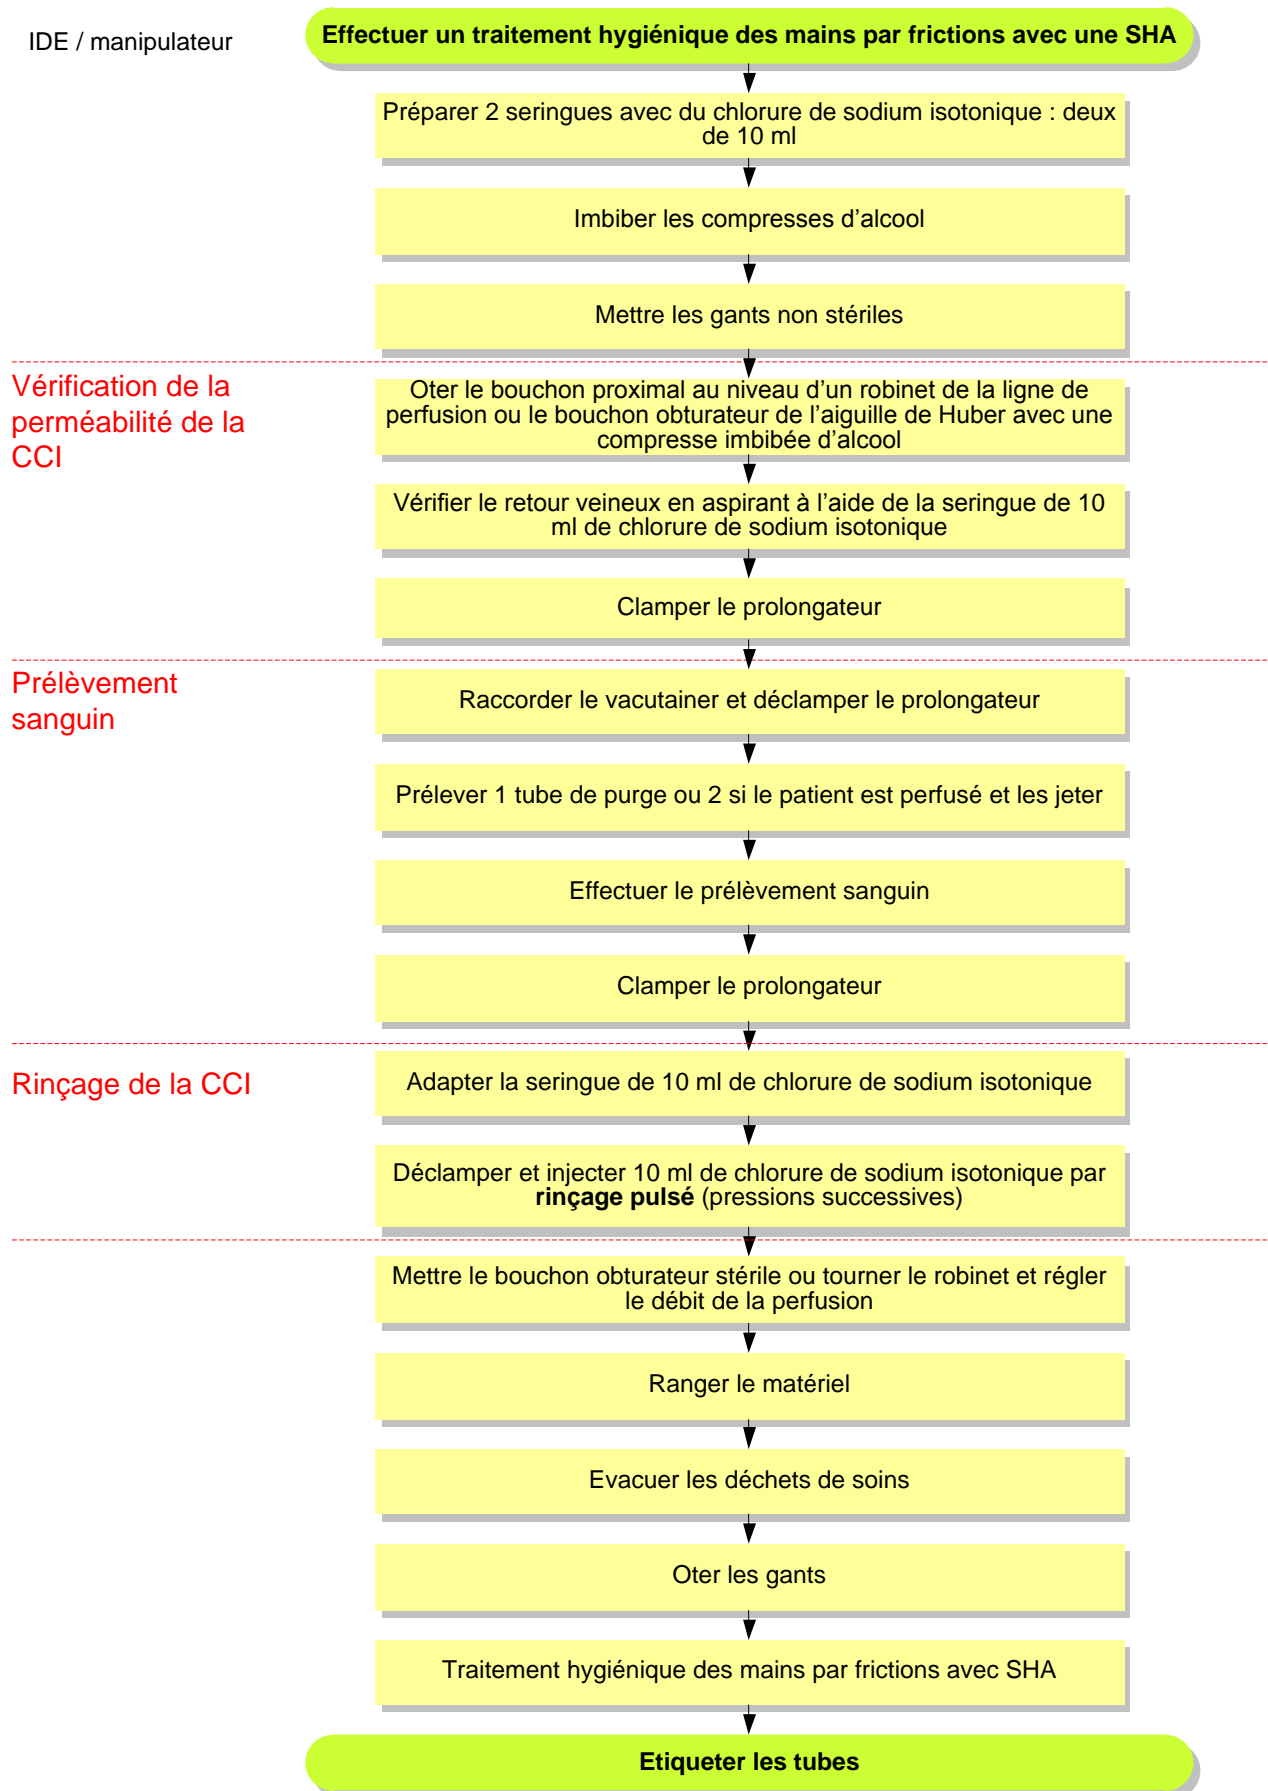 IDE / manipulateur
Effectuer un traitement hygiénique des mains par frictions avec une SHA
Préparer 2 seringues avec du chlorure de sodium isotonique : deux
de 10 ml
Imbiber les compresses d’alcool
Mettre les gants non stériles
Vérification de la
perméabilité de la
CCI
Oter le bouchon proximal au niveau d’un robinet de la ligne de
perfusion ou le bouchon obturateur de l’aiguille de Huber avec une
compresse imbibée d’alcool
Vérifier le retour veineux en aspirant à l’aide de la seringue de 10
ml de chlorure de sodium isotonique
Clamper le prolongateur
Prélèvement
sanguin
Raccorder le vacutainer et déclamper le prolongateur
Prélever 1 tube de purge ou 2 si le patient est perfusé et les jeter
Effectuer le prélèvement sanguin
Clamper le prolongateur
Rinçage de la CCI
Adapter la seringue de 10 ml de chlorure de sodium isotonique
Déclamper et injecter 10 ml de chlorure de sodium isotonique par
rinçage pulsé (pressions successives)
Mettre le bouchon obturateur stérile ou tourner le robinet et régler
le débit de la perfusion
Ranger le matériel
Evacuer les déchets de soins
Oter les gants
Traitement hygiénique des mains par frictions avec SHA
Etiqueter les tubes